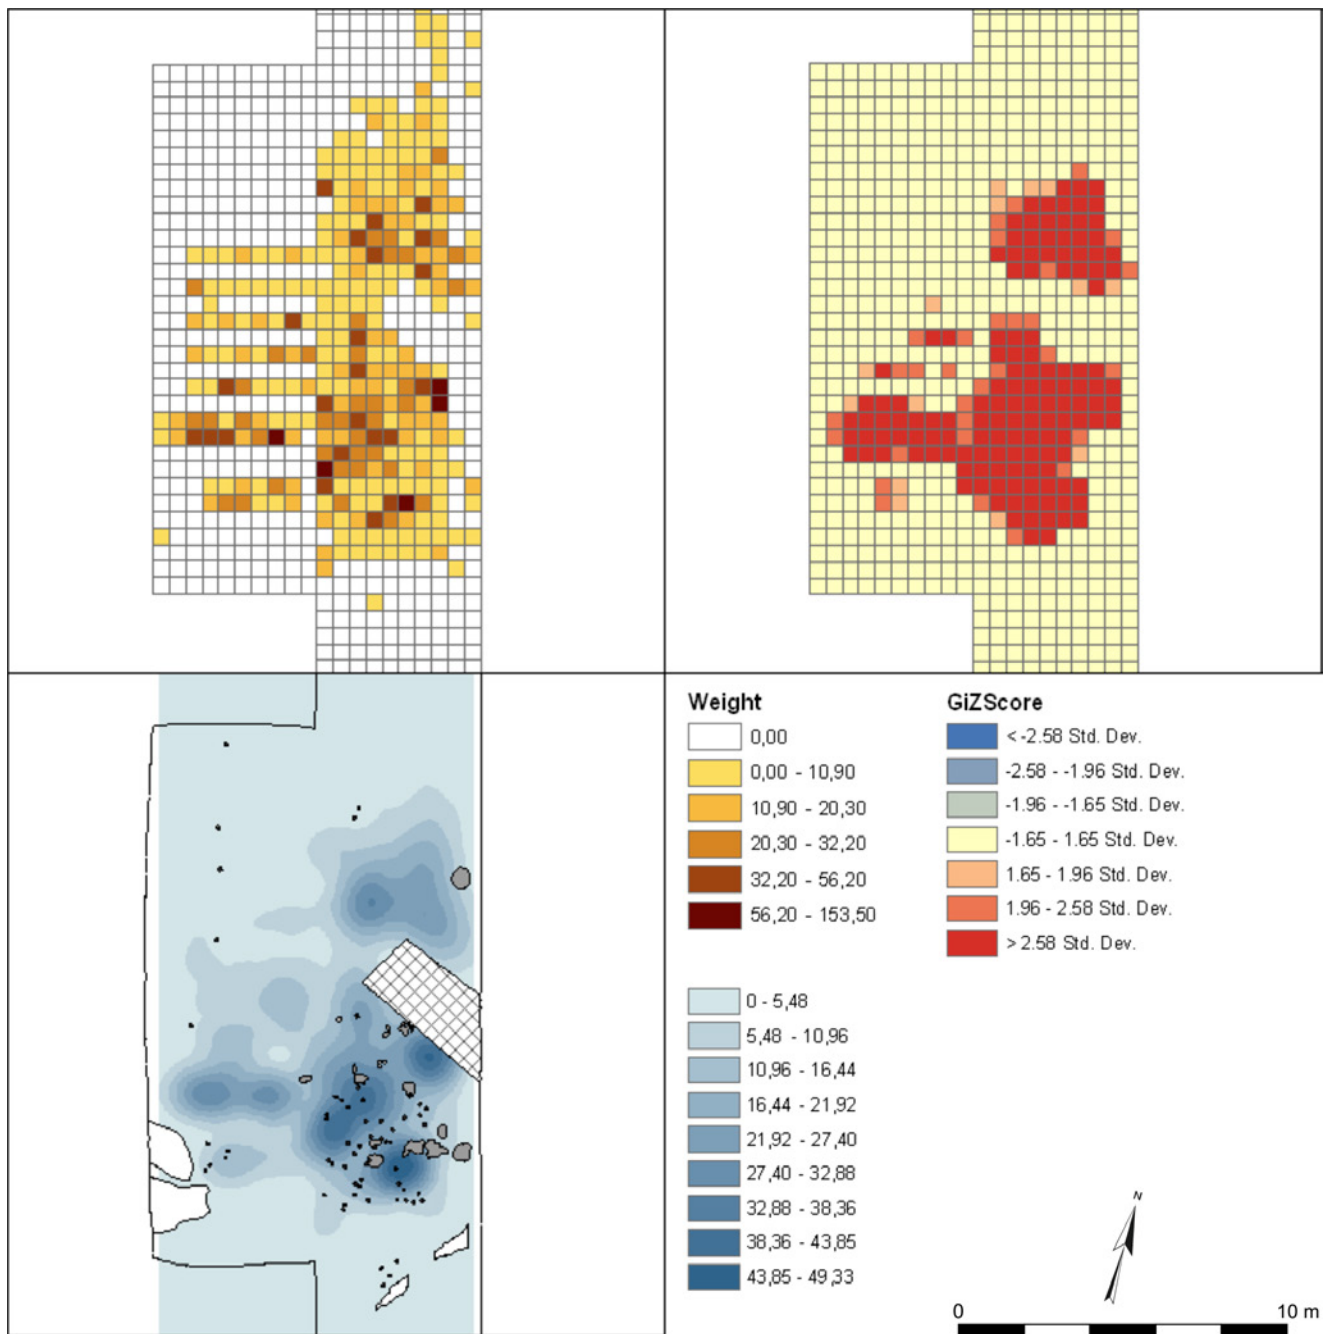 Weight
0,00
0,00 - 10,90
10,90 - 20,30
20,30 - 32,20
32,20 - 56,20
56,20 - 153,50
GiZScore
< -2.58 Std. Dev.
-2.58 - -1.96 Std. Dev.
-1.96 - -1.65 Std. Dev.
-1.65 - 1.65 Std. Dev.
1.65 - 1.96 Std. Dev.
1.96 - 2.58 Std. Dev.
> 2.58 Std. Dev.
0 - 5,48
5,48 - 10,96
10,96 - 16,44
16,44 - 21,92
21,92 - 27,40
27,40 - 32,88
32,88 - 38,36
38,36 - 43,85
43,85 - 49,33
N
0 10 m